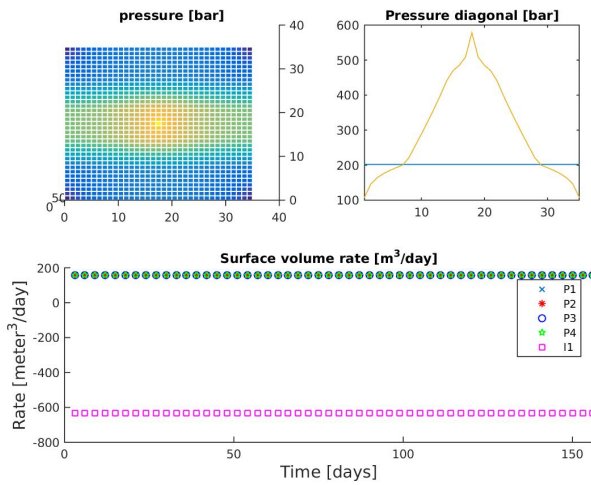 pressure [bar]
40
30
20
10
0
50
0
0 10 20 30 40
Pressure diagonal [bar]
600
500
400
300
200
100
10 20 30
Surface volume rate [m³/day]
200
0
-200
-400
-600
-800
Rate [meter³/day]
0 50 100 150
Time [days]
P1
P2
P3
P4
I1